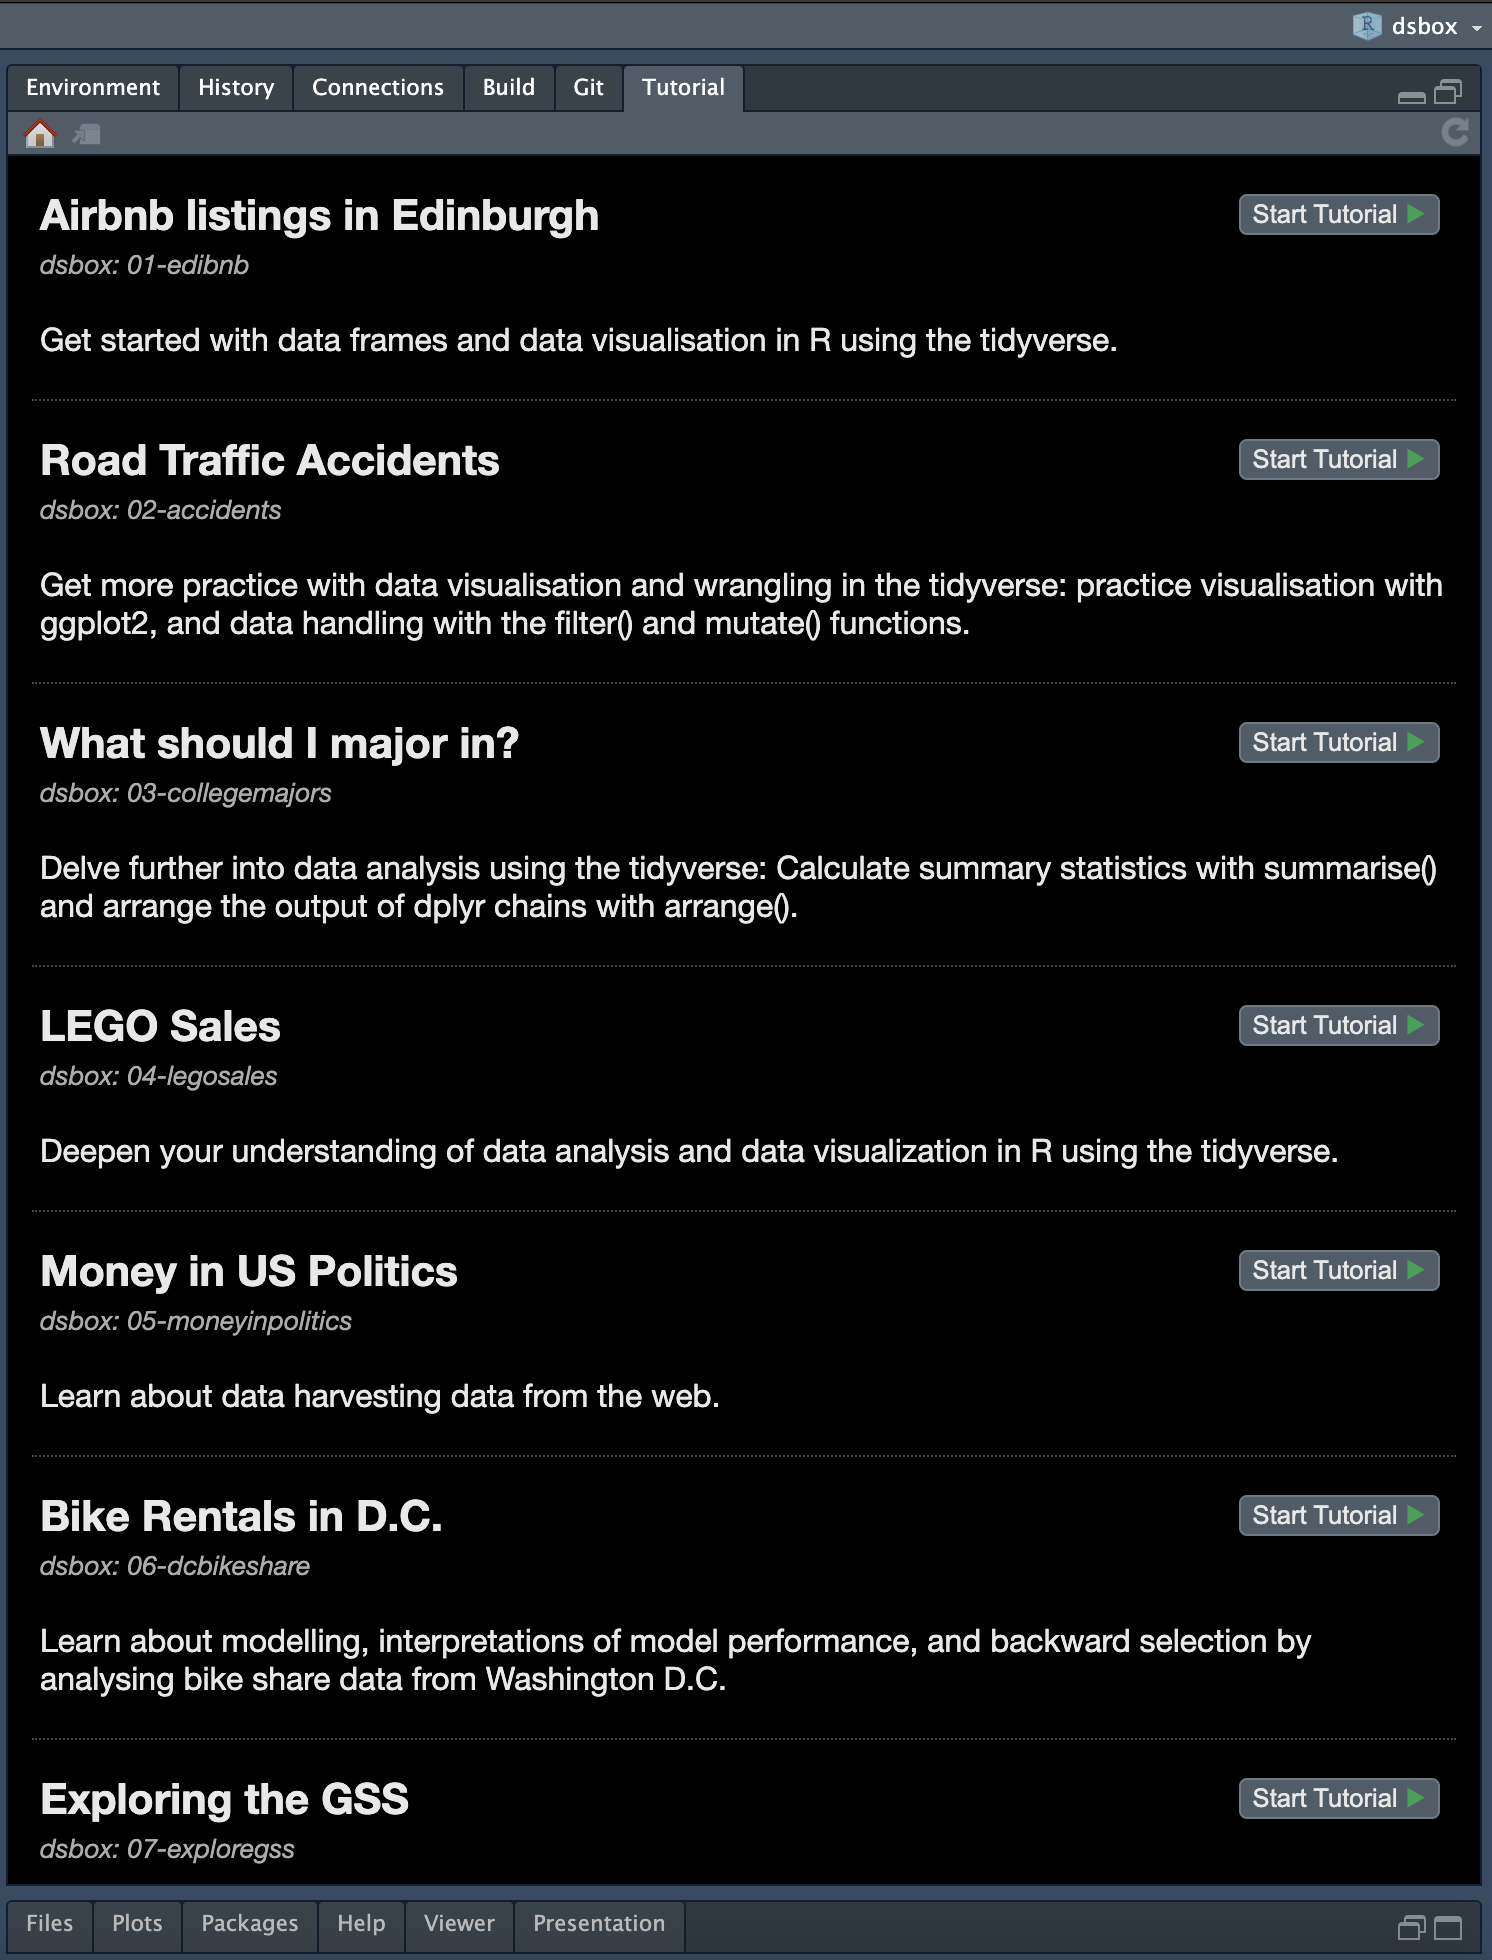 dsbox
Environment History Connections Build Git Tutorial
Airbnb listings in Edinburgh Start Tutorial
dsbox: 01-edibnb
Get started with data frames and data visualisation in R using the tidyverse.
Road Traffic Accidents Start Tutorial
dsbox: 02-accidents
Get more practice with data visualisation and wrangling in the tidyverse: practice visualisation with
ggplot2, and data handling with the filter() and mutate() functions.
What should I major in? Start Tutorial
dsbox: 03-collegemajors
Delve further into data analysis using the tidyverse: Calculate summary statistics with summarise()
and arrange the output of dplyr chains with arrange().
LEGO Sales Start Tutorial
dsbox: 04-legosales
Deepen your understanding of data analysis and data visualization in R using the tidyverse.
Money in US Politics Start Tutorial
dsbox: 05-moneyinpolitics
Learn about data harvesting data from the web.
Bike Rentals in D.C. Start Tutorial
dsbox: 06-dcbikeshare
Learn about modelling, interpretations of model performance, and backward selection by
analysing bike share data from Washington D.C.
Exploring the GSS Start Tutorial
dsbox: 07-exploregss
Files Plots Packages Help Viewer Presentation